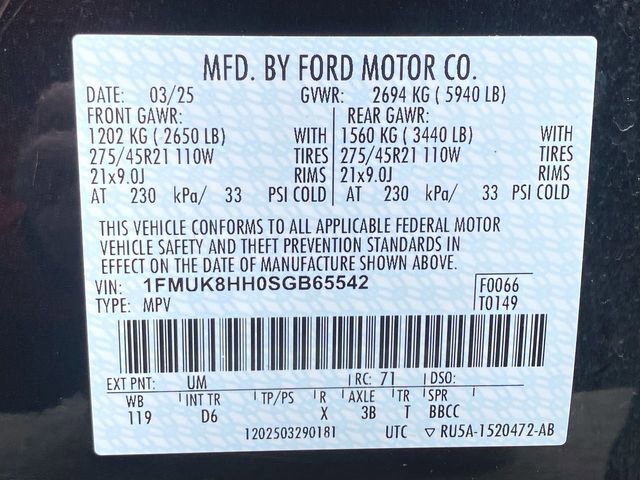 MFD. BY FORD MOTOR CO.
DATE: 03/25 GVWR: 2694 KG ( 5940 LB)
FRONT GAWR: REAR GAWR:
1202 KG ( 2650 LB) WITH 1560 KG ( 3440 LB) WITH
275/45R21 110W TIRES 275/45R21 110W TIRES
21x9.0J RIMS 21x9.0J RIMS
AT 230 kPa/ 33 PSI COLD AT 230 kPa/ 33 PSI COLD
THIS VEHICLE CONFORMS TO ALL APPLICABLE FEDERAL MOTOR
VEHICLE SAFETY AND THEFT PREVENTION STANDARDS IN
EFFECT ON THE DATE OF MANUFACTURE SHOWN ABOVE.
VIN: 1FMUK8HH0SGB65542 F0066
TYPE: MPV T0149
EXT PNT: UM RC: 71 DSO:
WB INT TR TP/PS R AXLE TR SPR
119 D6 X 3B T BBCC
1202503290181 UTC ▽ RU5A-1520472-AB